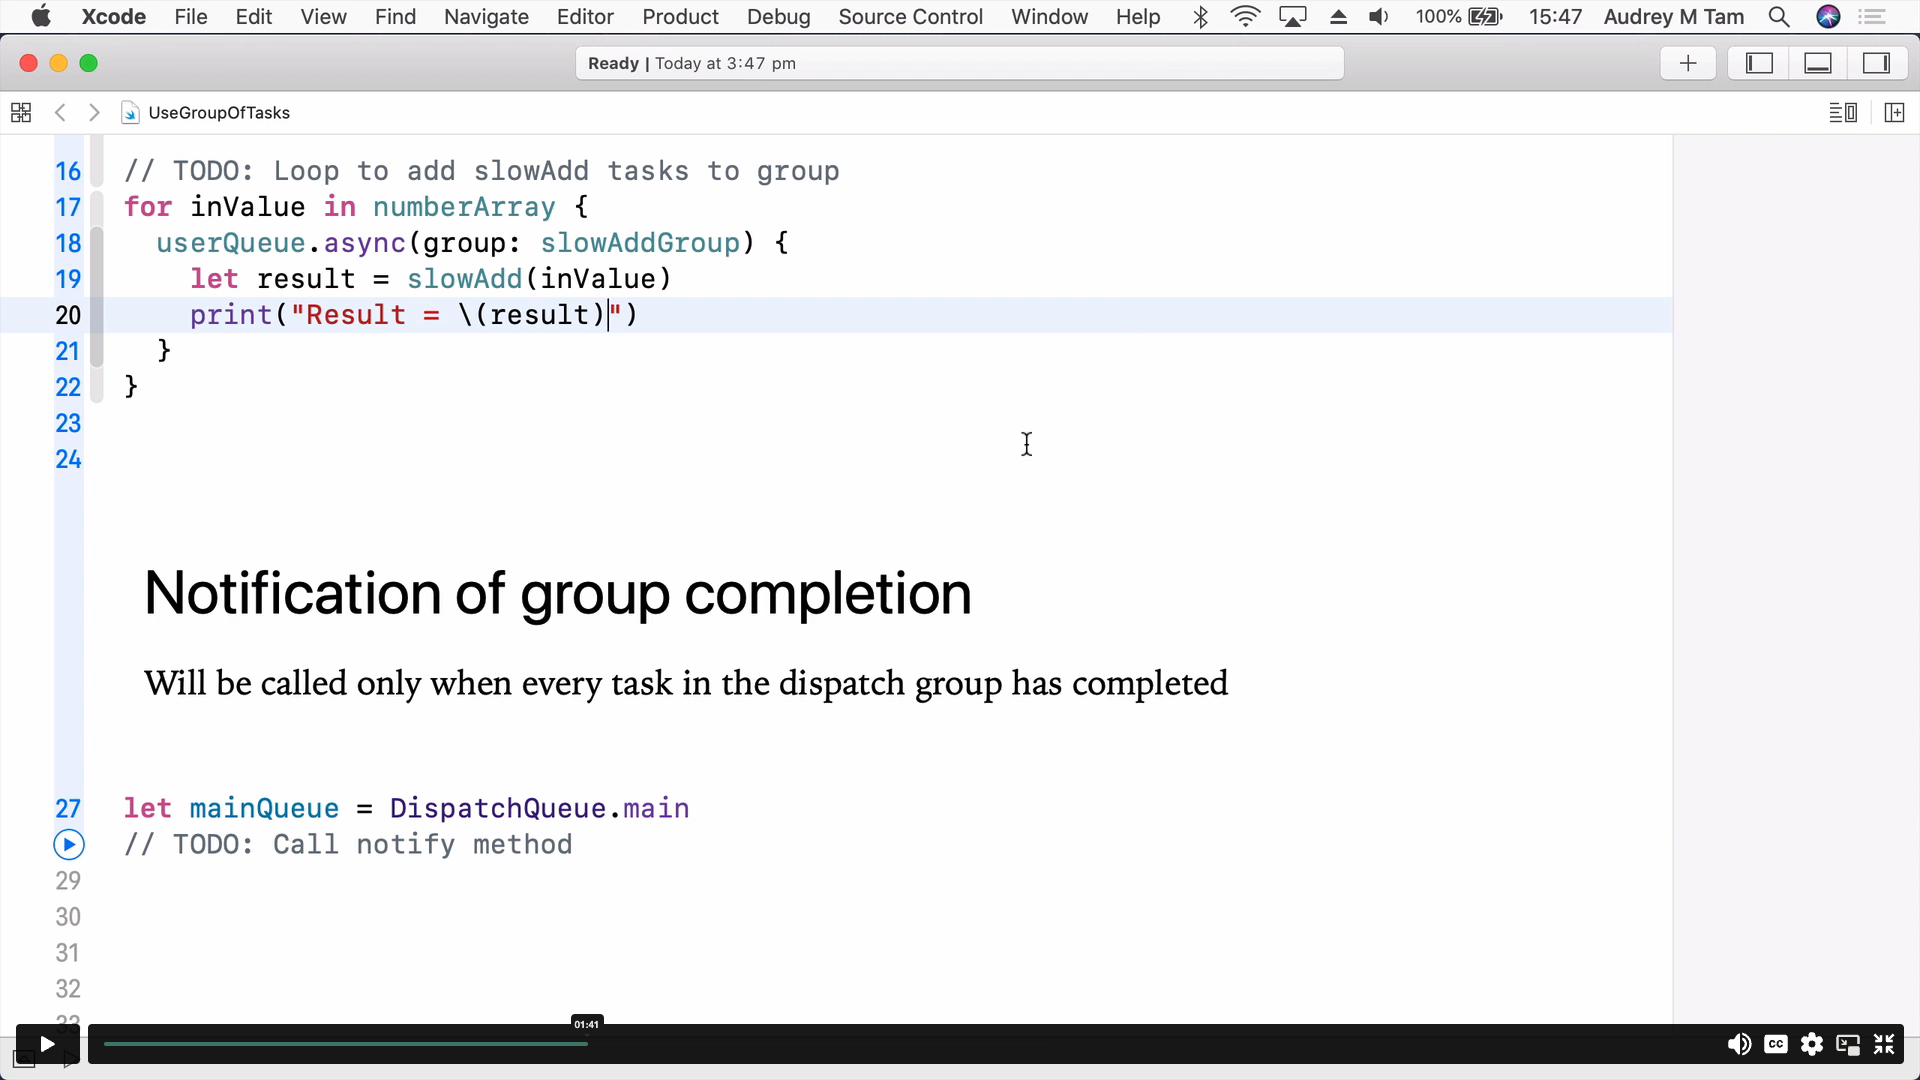 Xcode File Edit View Find Navigate Editor Product Debug Source Control Window Help 100% 15:47 Audrey M Tam
Ready | Today at 3:47 pm
UseGroupOfTasks
16 // TODO: Loop to add slowAdd tasks to group
17 for inValue in numberArray {
18 userQueue.async(group: slowAddGroup) {
19 let result = slowAdd(inValue)
20 print("Result = \(result)")
21 }
22 }
23
24
Notification of group completion
Will be called only when every task in the dispatch group has completed
27 let mainQueue = DispatchQueue.main
// TODO: Call notify method
29
30
31
32
33
01:41
CC